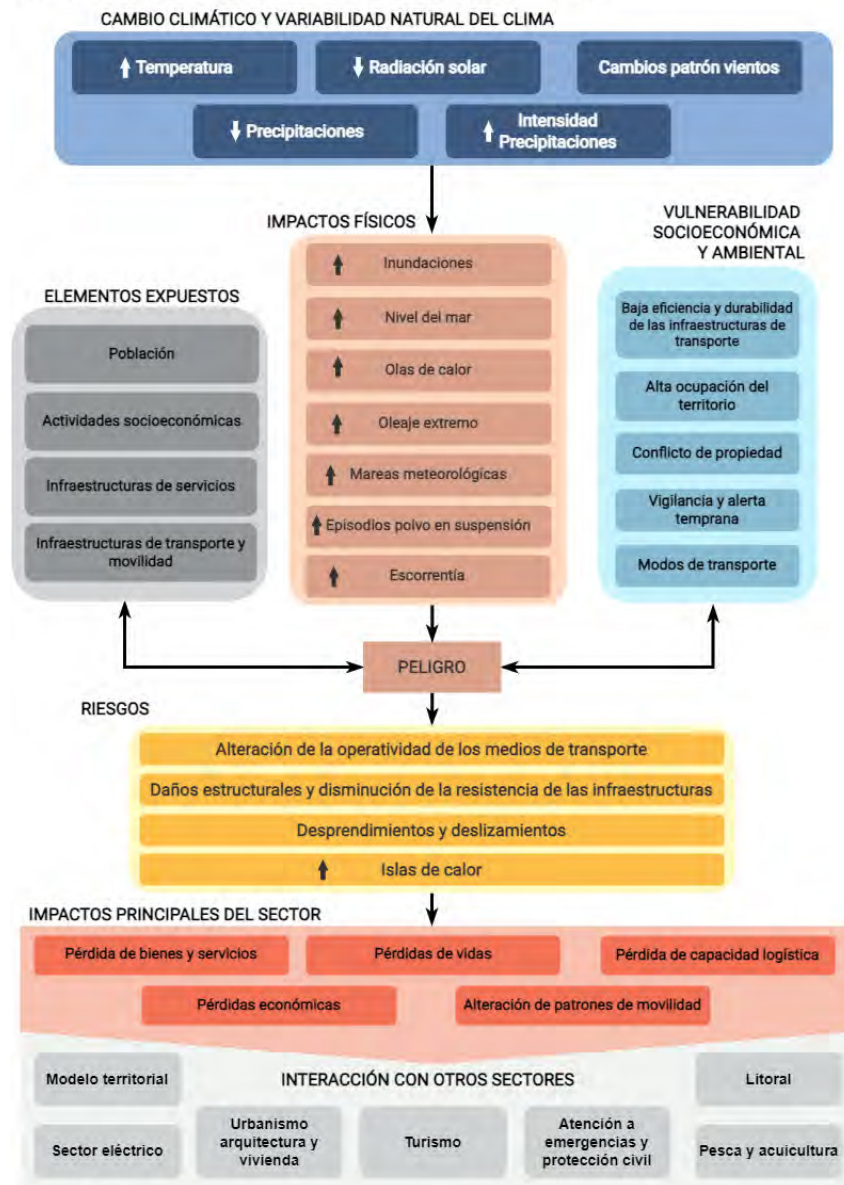 CAMBIO CLIMÁTICO Y VARIABILIDAD NATURAL DEL CLIMA
Temperatura
Radiación solar
Cambios patrón vientos
Precipitaciones
Intensidad
Precipitaciones
IMPACTOS FÍSICOS
Inundaciones
Nivel del mar
Olas de calor
Oleaje extremo
Mareas meteorológicas
Episodios polvo en suspensión
Escorrentía
ELEMENTOS EXPUESTOS
Población
Actividades socioeconómicas
Infraestructuras de servicios
Infraestructuras de transporte y
movilidad
VULNERABILIDAD
SOCIOECONÓMICA
Y AMBIENTAL
Baja eficiencia y durabilidad
de las infraestructuras de
transporte
Alta ocupación del
territorio
Conflicto de propiedad
Vigilancia y alerta
temprana
Modos de transporte
PELIGRO
RIESGOS
Alteración de la operatividad de los medios de transporte
Daños estructurales y disminución de la resistencia de las infraestructuras
Desprendimientos y deslizamientos
Islas de calor
IMPACTOS PRINCIPALES DEL SECTOR
Pérdida de bienes y servicios
Pérdidas de vidas
Pérdida de capacidad logística
Pérdidas económicas
Alteración de patrones de movilidad
INTERACCIÓN CON OTROS SECTORES
Modelo territorial
Litoral
Sector eléctrico
Urbanismo
arquitectura y
vivienda
Turismo
Atención a
emergencias y
protección civil
Pesca y acuicultura